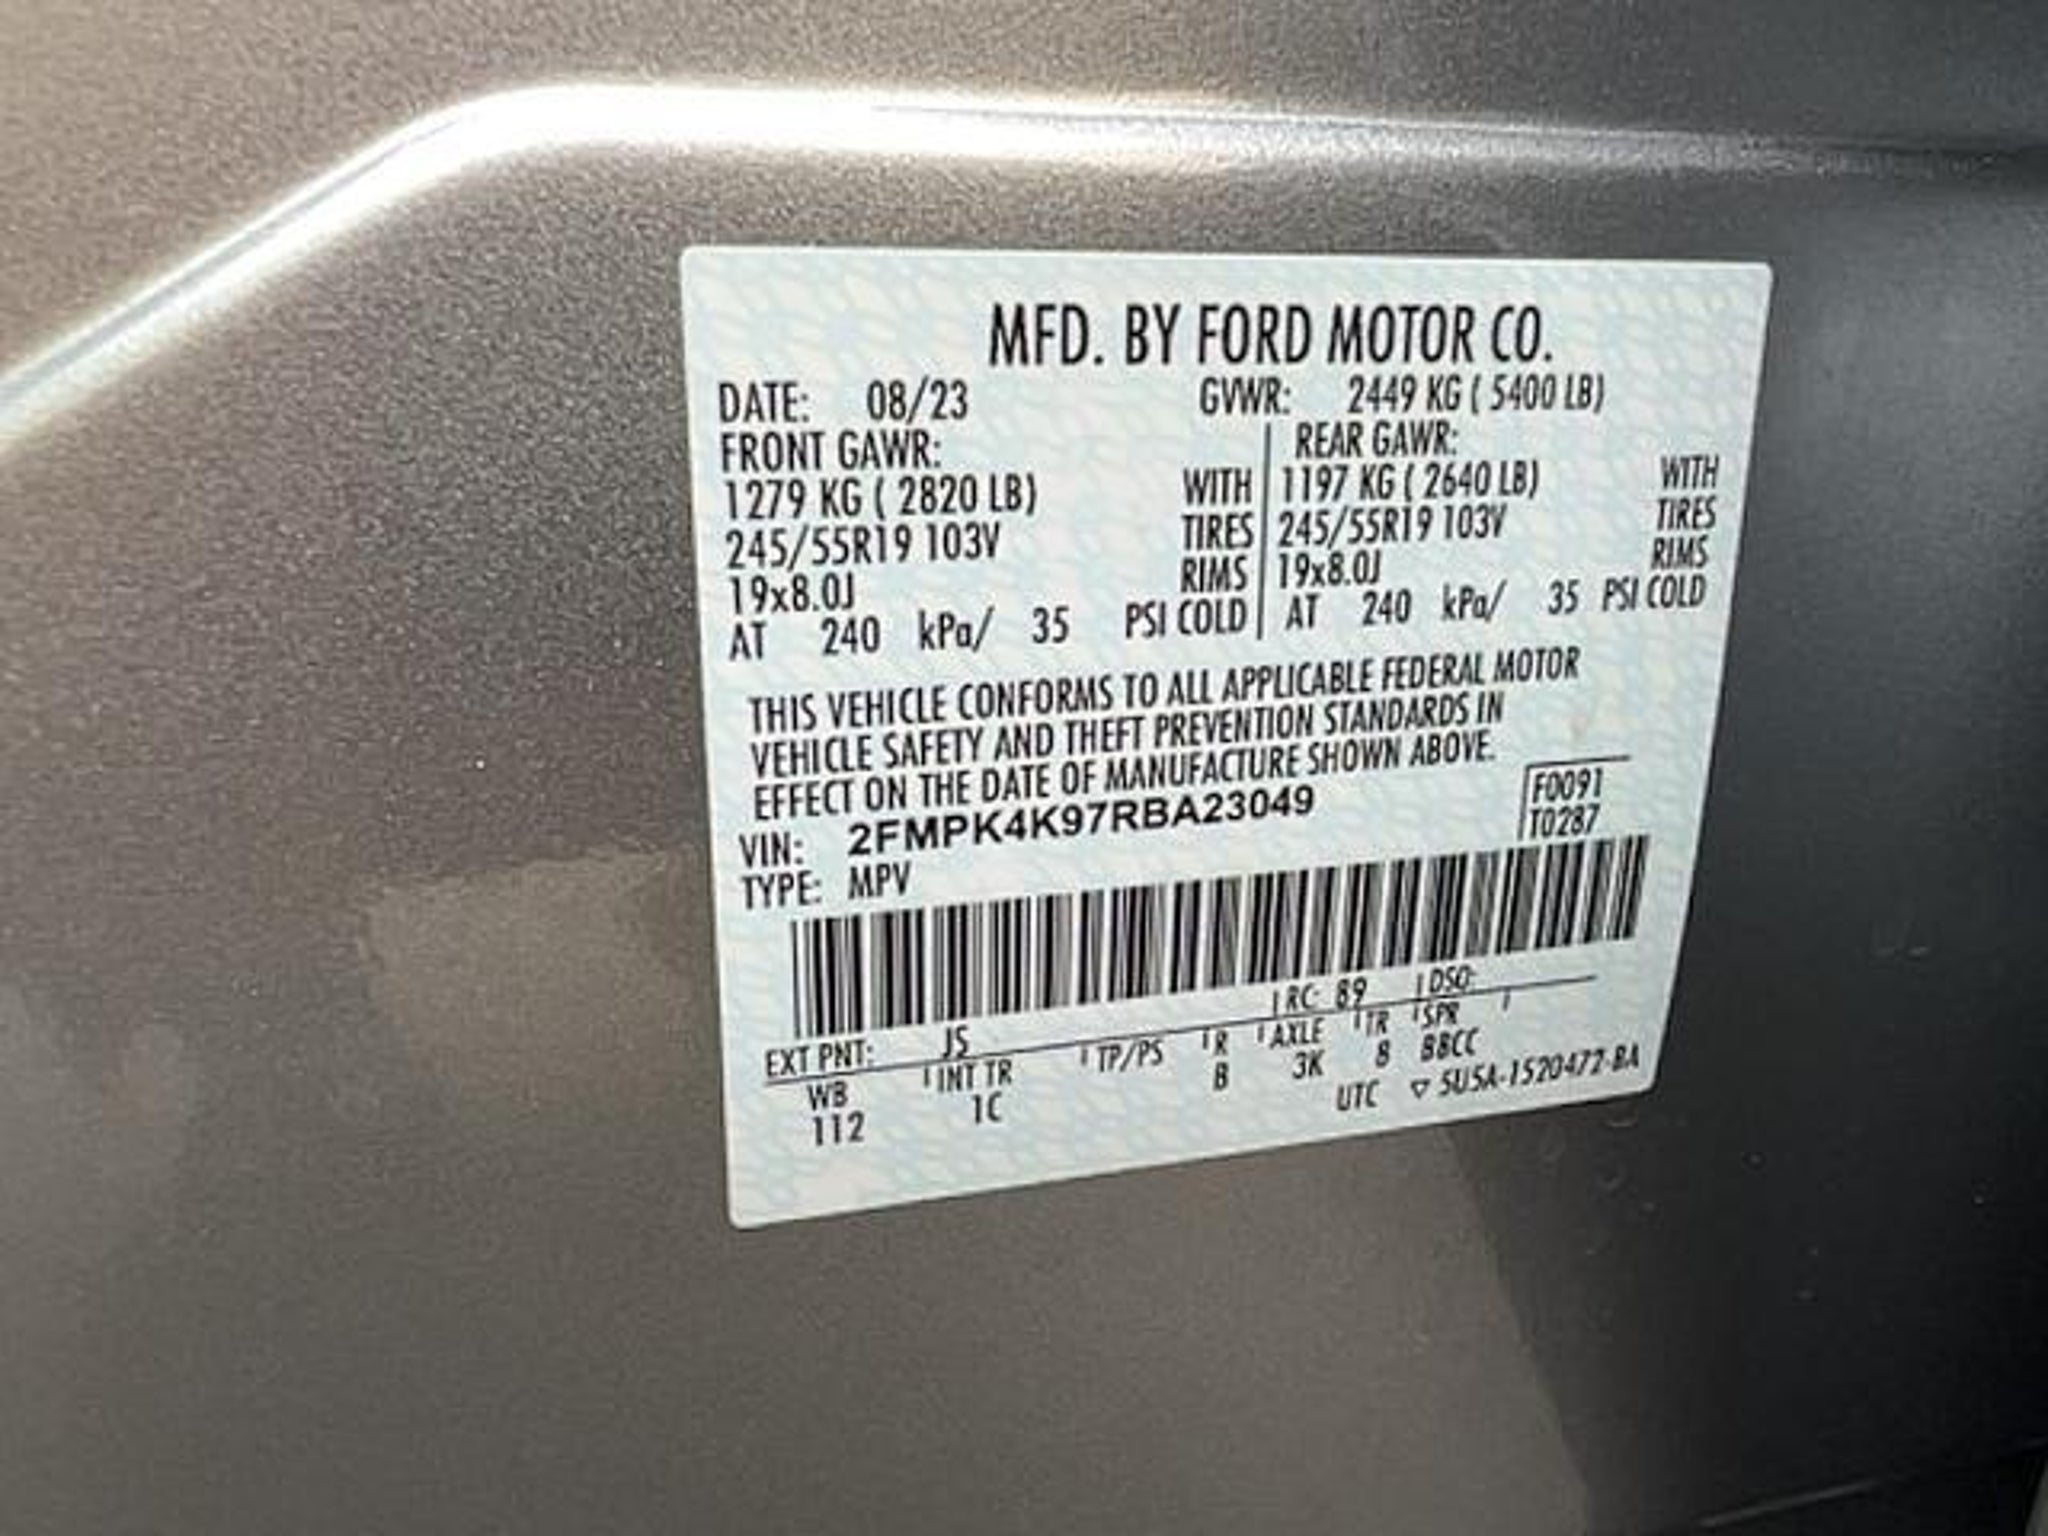 MFD. BY FORD MOTOR CO.
DATE: 08/23 GVWR: 2449 KG ( 5400 LB)
FRONT GAWR: REAR GAWR:
1279 KG ( 2820 LB) WITH 1197 KG ( 2640 LB) WITH
245/55R19 103V TIRES 245/55R19 103V TIRES
19x8.0J RIMS 19x8.0J RIMS
AT 240 kPa/ 35 PSI COLD AT 240 kPa/ 35 PSI COLD
THIS VEHICLE CONFORMS TO ALL APPLICABLE FEDERAL MOTOR
VEHICLE SAFETY AND THEFT PREVENTION STANDARDS IN
EFFECT ON THE DATE OF MANUFACTURE SHOWN ABOVE.
VIN: 2FMPK4K97RBA23049 F0091
TYPE: MPV T0287
EXT PNT: JS RC: 89 DSO:
WB INT TR TP/PS R AXLE TR SPR
112 1C B 3K 8 BBCC
UTC ▽ 5U5A-1520472-BA